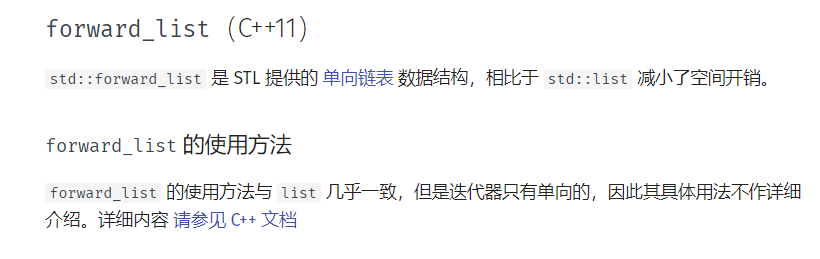 forward_list（C++11）
std::forward_list 是 STL 提供的 单向链表 数据结构，相比于 std::list 减小了空间开销。
forward_list 的使用方法
forward_list 的使用方法与 list 几乎一致，但是迭代器只有单向的，因此其具体用法不作详细
介绍。详细内容 请参见 C++ 文档